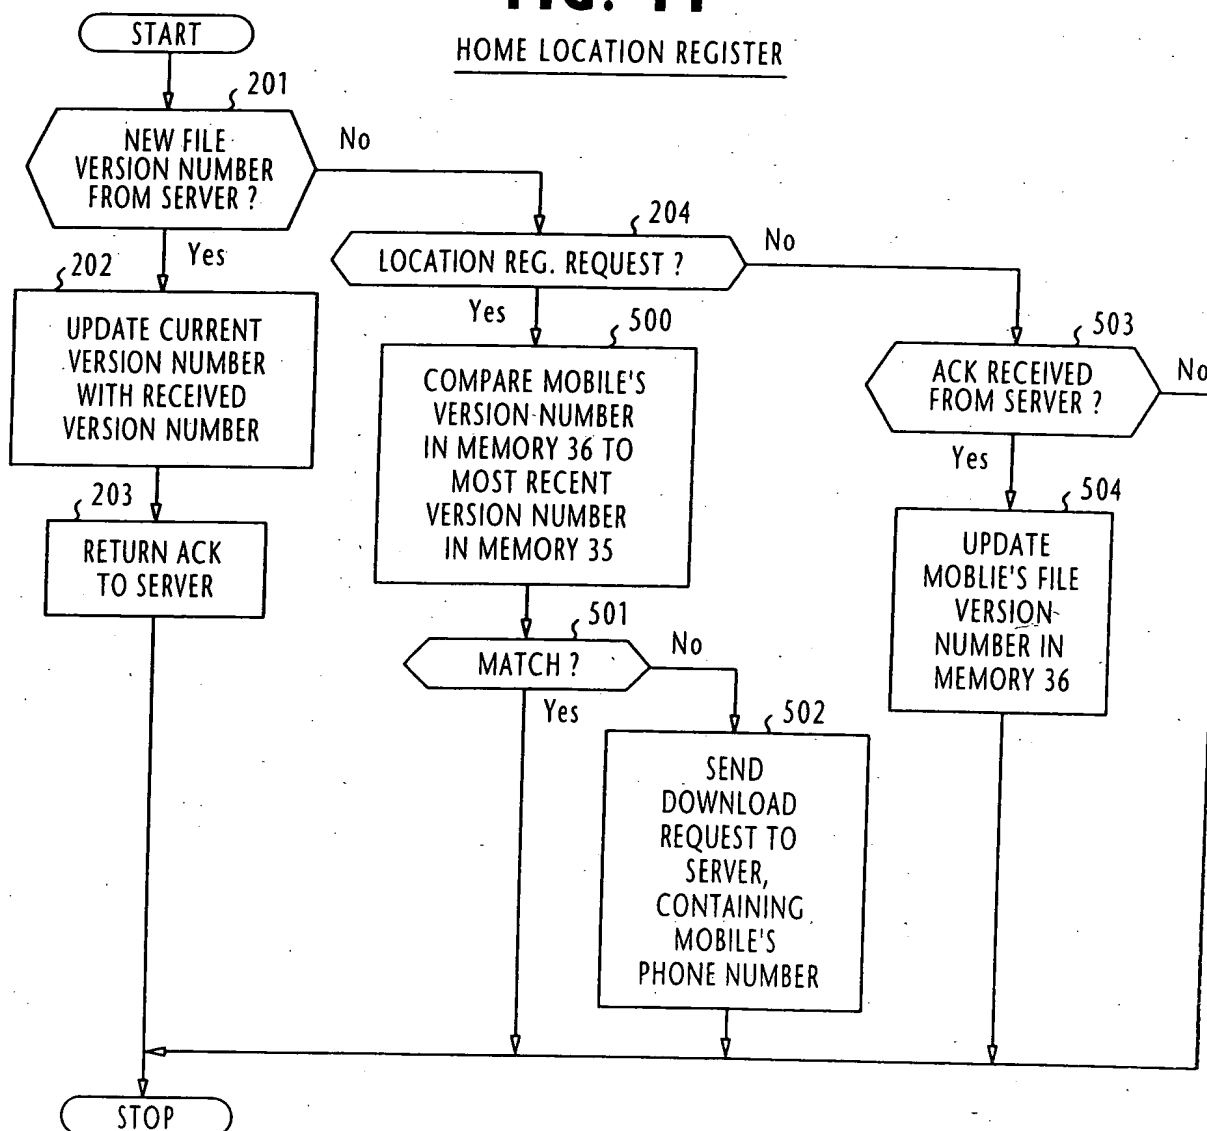 START
HOME LOCATION REGISTER
201
NEW FILE
VERSION NUMBER
FROM SERVER ?
No
Yes
204
LOCATION REG. REQUEST ?
No
Yes
202
UPDATE CURRENT
VERSION NUMBER
WITH RECEIVED
VERSION NUMBER
500
COMPARE MOBILE'S
VERSION NUMBER
IN MEMORY 36 TO
MOST RECENT
VERSION NUMBER
IN MEMORY 35
503
ACK RECEIVED
FROM SERVER ?
No
Yes
203
RETURN ACK
TO SERVER
504
UPDATE
MOBLIE'S FILE
VERSION
NUMBER IN
MEMORY 36
501
MATCH ?
No
Yes
502
SEND
DOWNLOAD
REQUEST TO
SERVER,
CONTAINING
MOBILE'S
PHONE NUMBER
STOP